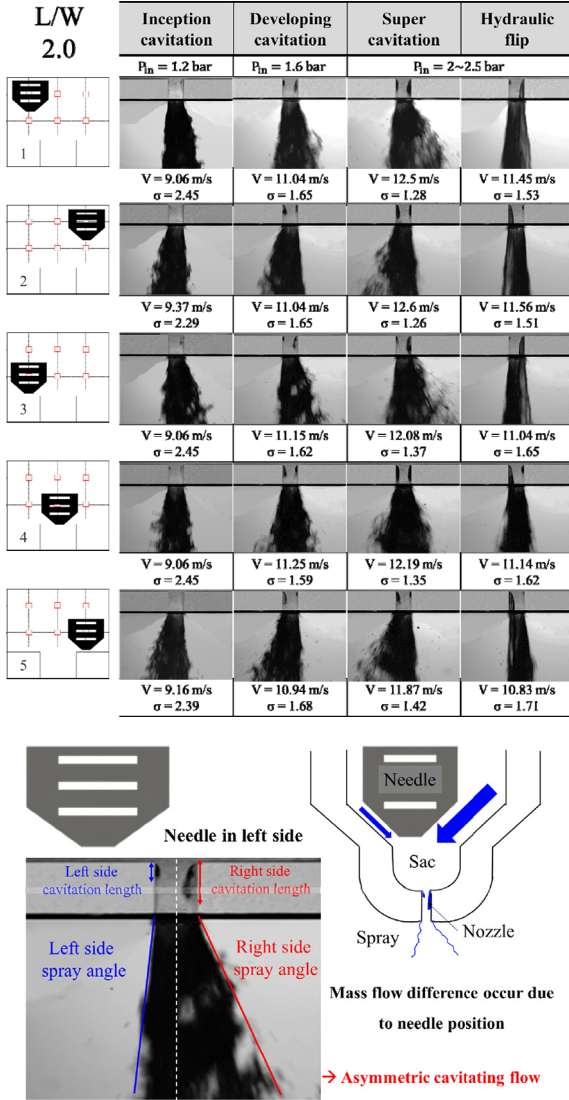 L/W
2.0
Inception cavitation
Developing cavitation
Super cavitation
Hydraulic flip
Pin = 1.2 bar
Pin = 1.6 bar
Pin = 2~2.5 bar
1
V = 9.06 m/s
σ = 2.45
V = 11.04 m/s
σ = 1.65
V = 12.5 m/s
σ = 1.28
V = 11.45 m/s
σ = 1.53
2
V = 9.37 m/s
σ = 2.29
V = 11.04 m/s
σ = 1.65
V = 12.6 m/s
σ = 1.26
V = 11.56 m/s
σ = 1.51
3
V = 9.06 m/s
σ = 2.45
V = 11.15 m/s
σ = 1.62
V = 12.08 m/s
σ = 1.37
V = 11.04 m/s
σ = 1.65
4
V = 9.06 m/s
σ = 2.45
V = 11.25 m/s
σ = 1.59
V = 12.19 m/s
σ = 1.35
V = 11.14 m/s
σ = 1.62
5
V = 9.16 m/s
σ = 2.39
V = 10.94 m/s
σ = 1.68
V = 11.87 m/s
σ = 1.42
V = 10.83 m/s
σ = 1.71
Needle in left side
Left side
cavitation length
Right side
cavitation length
Left side
spray angle
Right side
spray angle
Needle
Sac
Spray
Nozzle
Mass flow difference occur due
to needle position
→ Asymmetric cavitating flow